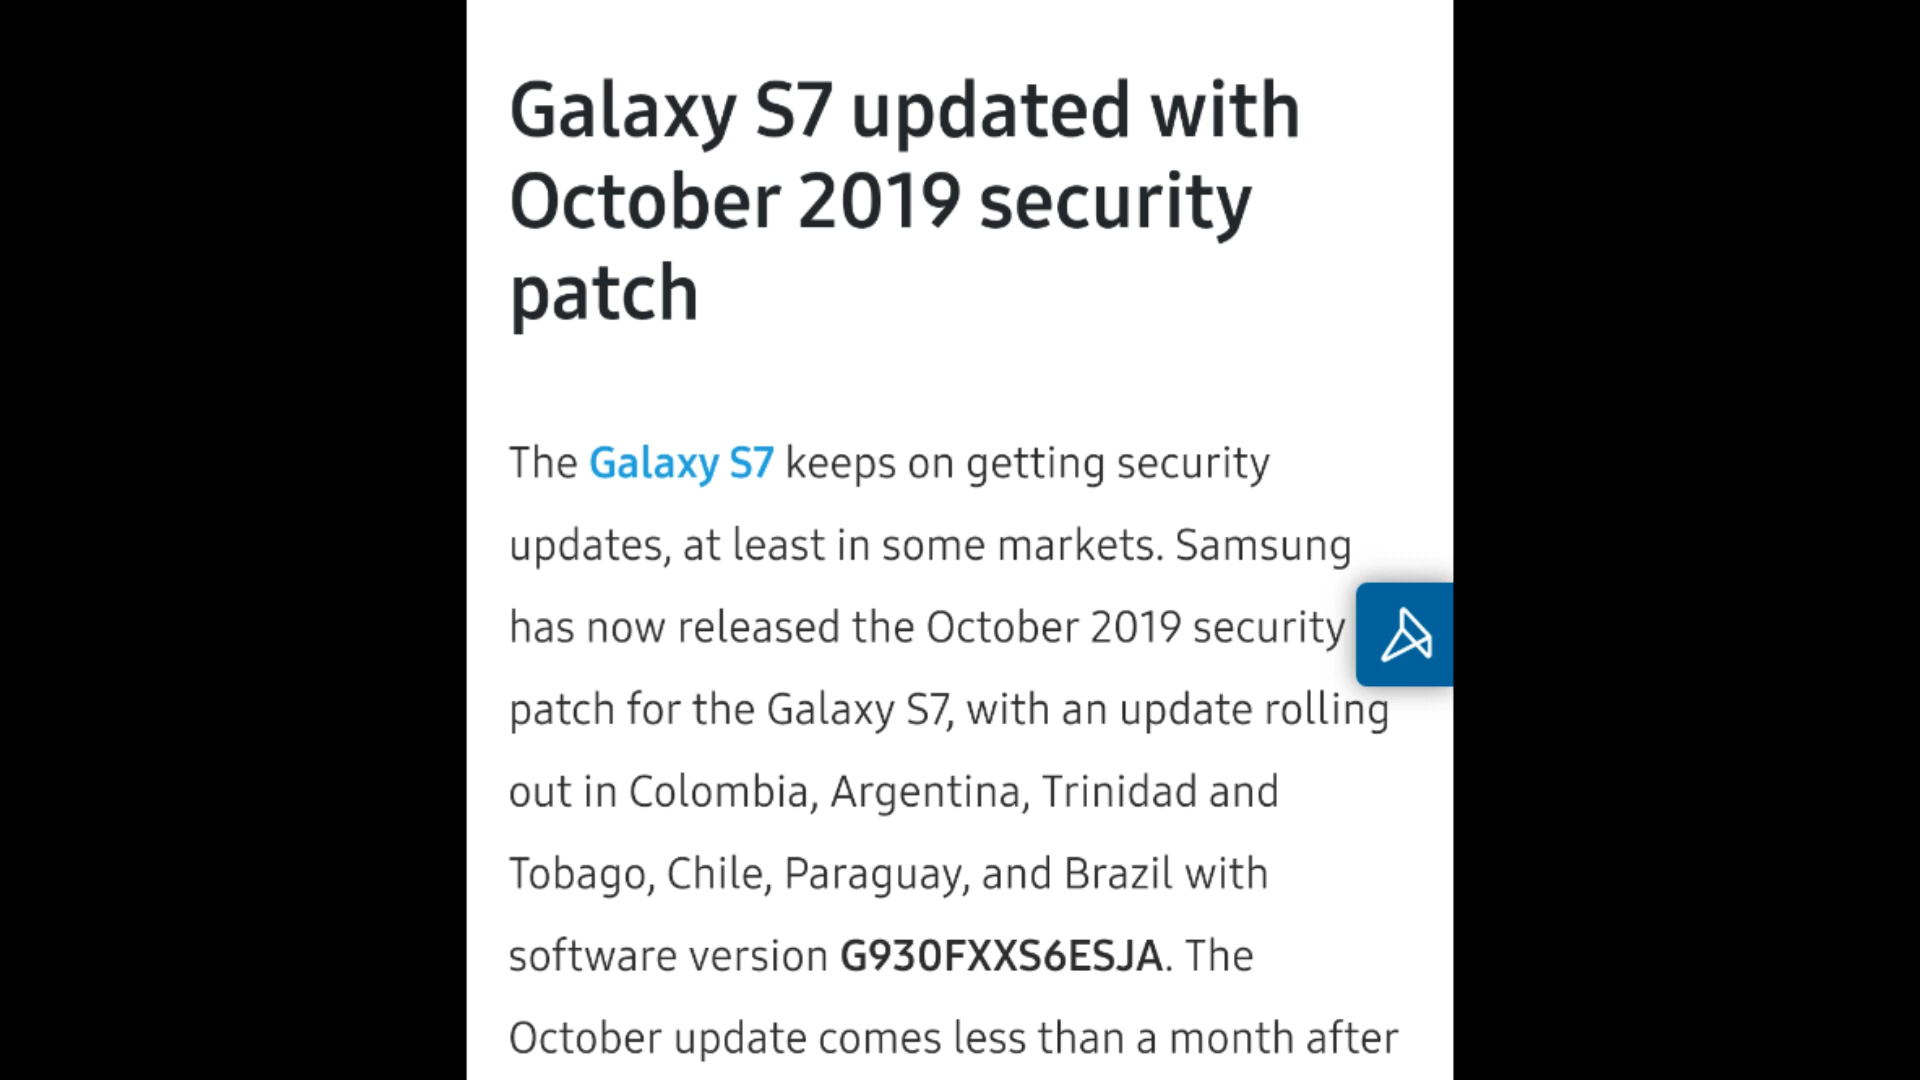 Galaxy S7 updated with
October 2019 security
patch
The Galaxy S7 keeps on getting security
updates, at least in some markets. Samsung
has now released the October 2019 security
patch for the Galaxy S7, with an update rolling
out in Colombia, Argentina, Trinidad and
Tobago, Chile, Paraguay, and Brazil with
software version G930FXXS6ESJA. The
October update comes less than a month after